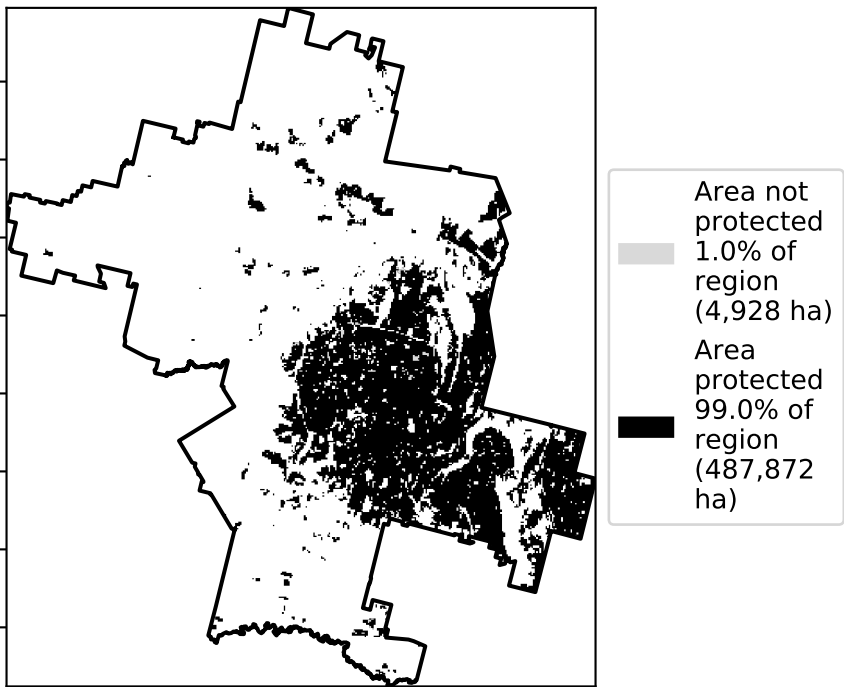 Area not
protected
1.0% of
region
(4,928 ha)
Area
protected
99.0% of
region
(487,872
ha)